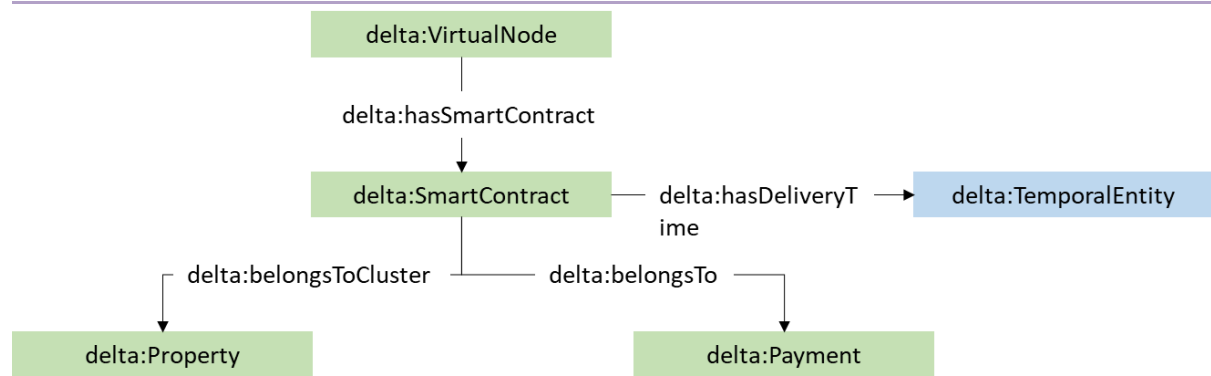 delta:VirtualNode
delta:hasSmartContract
delta:SmartContract
delta:hasDeliveryT
ime
delta:TemporalEntity
delta:belongsToCluster
delta:belongsTo
delta:Property
delta:Payment